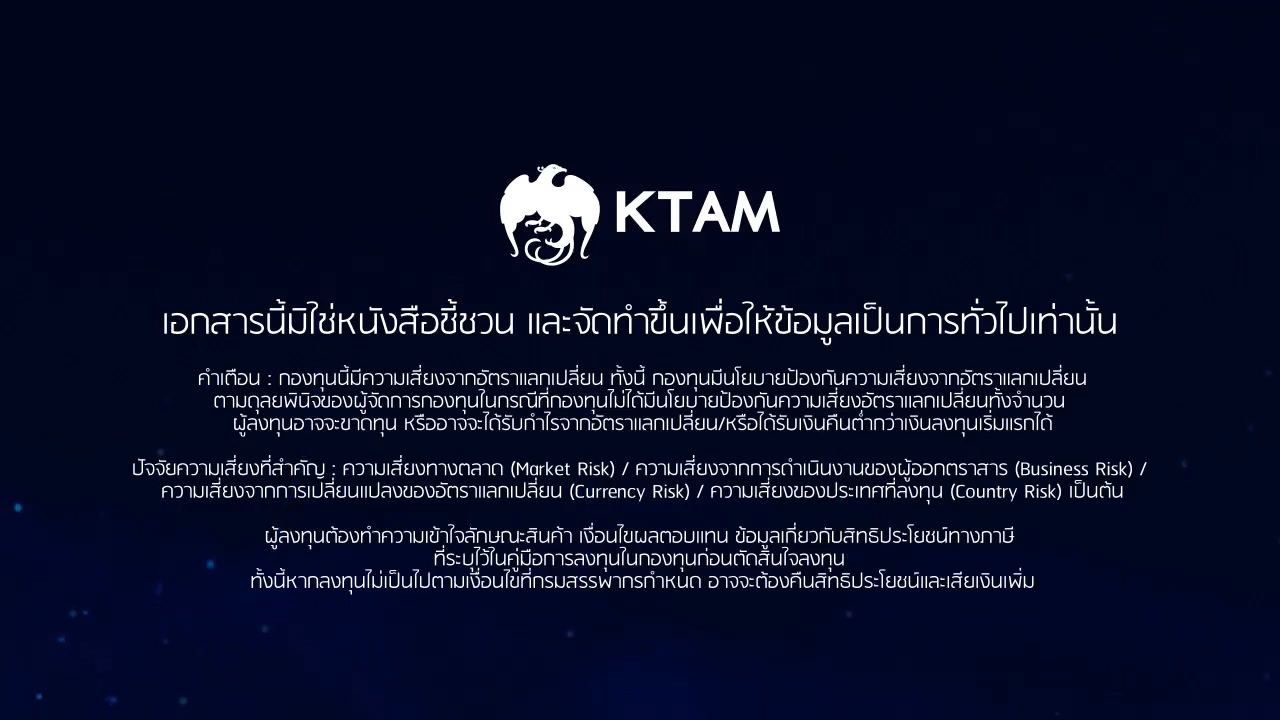 KTAM
เอกสารนี้มิใช่หนังสือชี้ชวน และจัดทำขึ้นเพื่อให้ข้อมูลเป็นการทั่วไปเท่านั้น
คำเตือน : กองทุนนี้มีความเสี่ยงจากอัตราแลกเปลี่ยน ทั้งนี้ กองทุนมีนโยบายป้องกันความเสี่ยงจากอัตราแลกเปลี่ยน
ตามดุลยพินิจของผู้จัดการกองทุนในกรณีที่กองทุนไม่ได้มีนโยบายป้องกันความเสี่ยงอัตราแลกเปลี่ยนทั้งจำนวน
ผู้ลงทุนอาจจะขาดทุน หรืออาจจะได้รับกำไรจากอัตราแลกเปลี่ยน/หรือได้รับเงินคืนต่ำกว่าเงินลงทุนเริ่มแรกได้
ปัจจัยความเสี่ยงที่สำคัญ : ความเสี่ยงทางตลาด (Market Risk) / ความเสี่ยงจากการดำเนินงานของผู้ออกตราสาร (Business Risk) /
ความเสี่ยงจากการเปลี่ยนแปลงของอัตราแลกเปลี่ยน (Currency Risk) / ความเสี่ยงของประเทศที่ลงทุน (Country Risk) เป็นต้น
ผู้ลงทุนต้องทำความเข้าใจลักษณะสินค้า เงื่อนไขผลตอบแทน ข้อมูลเกี่ยวกับสิทธิประโยชน์ทางภาษี
ที่ระบุไว้ในคู่มือการลงทุนในกองทุนก่อนตัดสินใจลงทุน
ทั้งนี้หากลงทุนไม่เป็นไปตามเงื่อนไขที่กรมสรรพากรกำหนด อาจจะต้องคืนสิทธิประโยชน์และเสียเงินเพิ่ม